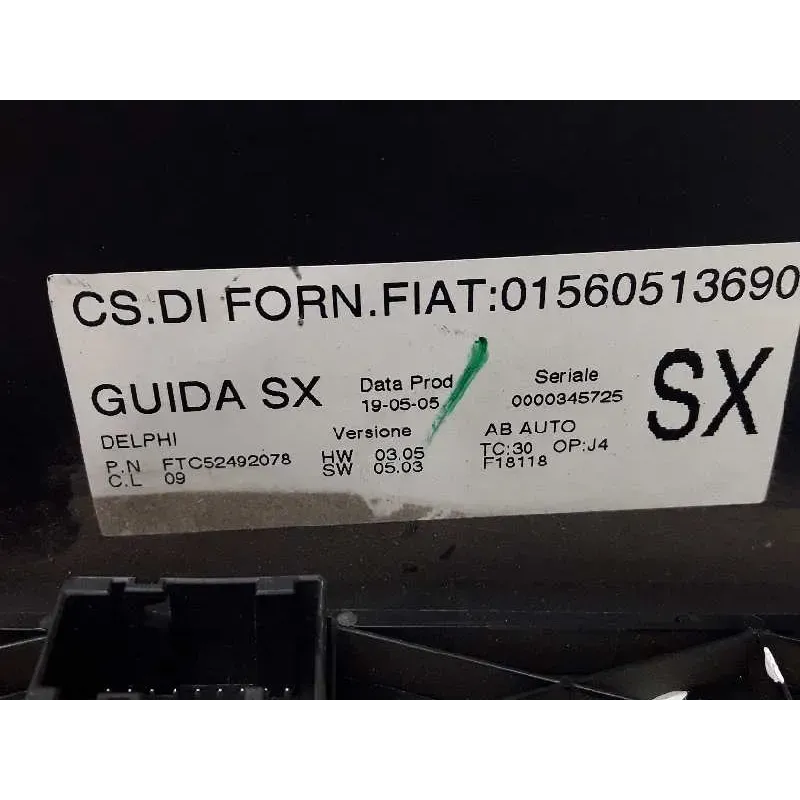 CS.DI FORN.FIAT:01560513690
GUIDA SX
Data Prod
19-05-05
Seriale
0000345725
SX
DELPHI
Versione
AB AUTO
P.N FTC52492078
HW 03.05
TC:30 OP:J4
C.L 09
SW 05.03
F18118